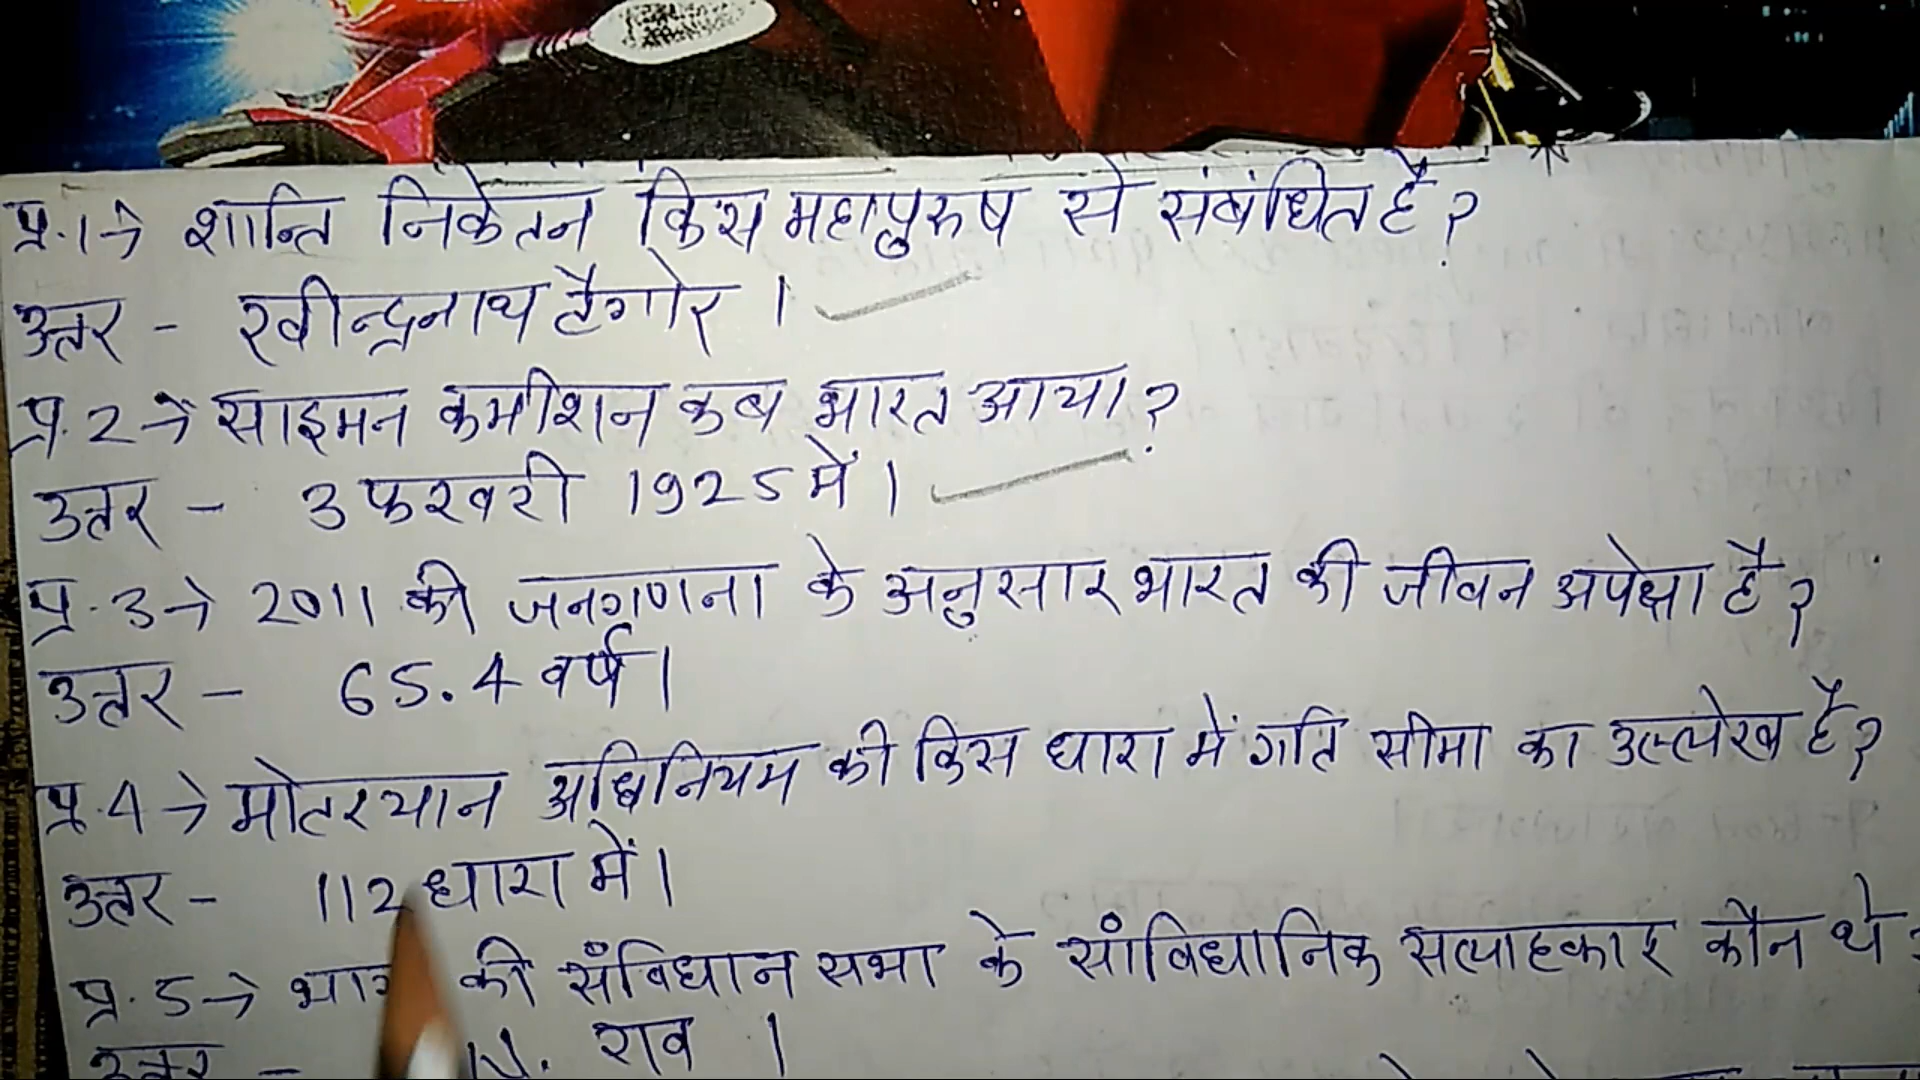 प्र.1→ शान्ति निकेतन किस महापुरुष से संबंधित है?
उत्तर - रवीन्द्रनाथ टैगोर।
प्र.2→ साइमन कमीशन कब भारत आया?
उत्तर - 3 फरवरी 1925 में।
प्र.3→ 2011 की जनगणना के अनुसार भारत की जीवन अपेक्षा है?
उत्तर - 65.4 वर्ष।
प्र.4→ मोटरयान अधिनियम की किस धारा में गति सीमा का उल्लेख है?
उत्तर - 112 धारा में।
प्र.5→ की संविधान सभा के सांविधानिक सल्पाहकार कौन थे?
उत्तर - N. राव।